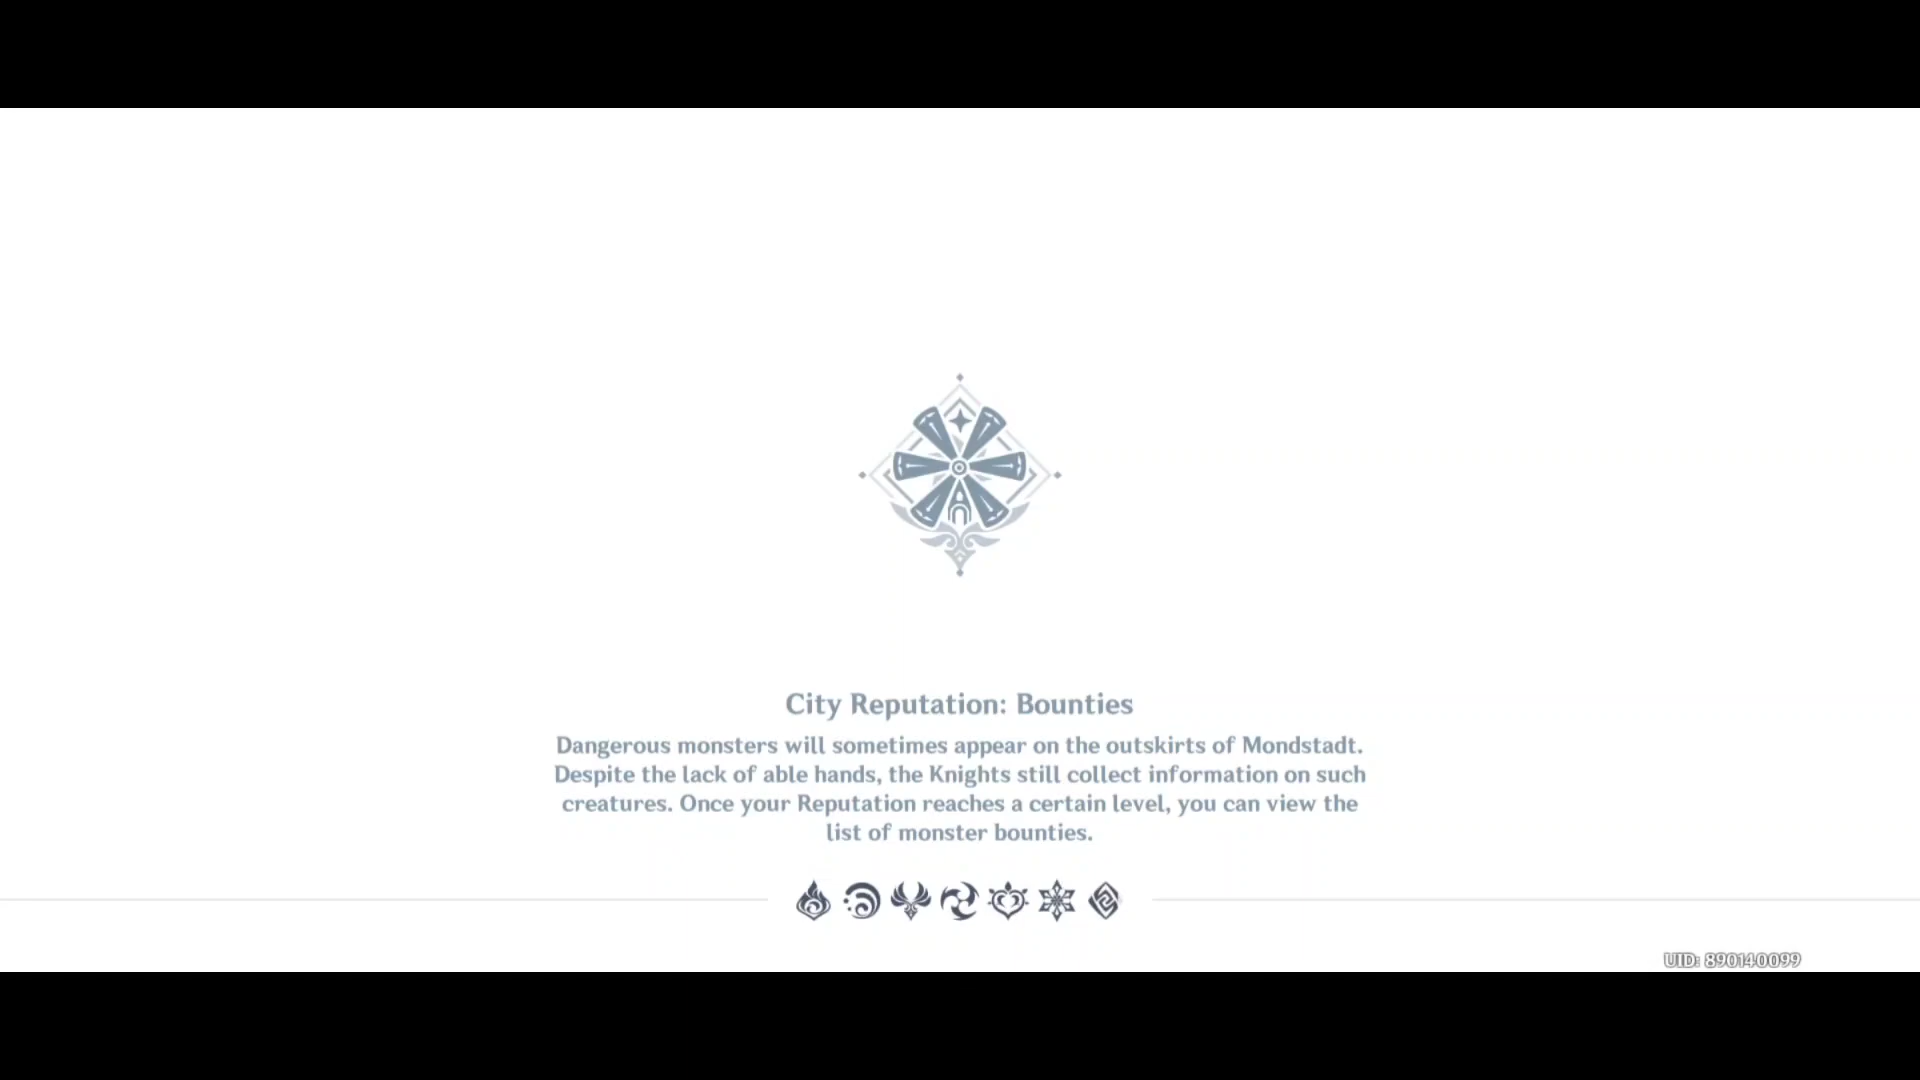 City Reputation: Bounties
Dangerous monsters will sometimes appear on the outskirts of Mondstadt.
Despite the lack of able hands, the Knights still collect information on such
creatures. Once your Reputation reaches a certain level, you can view the
list of monster bounties.
UID: 890140099